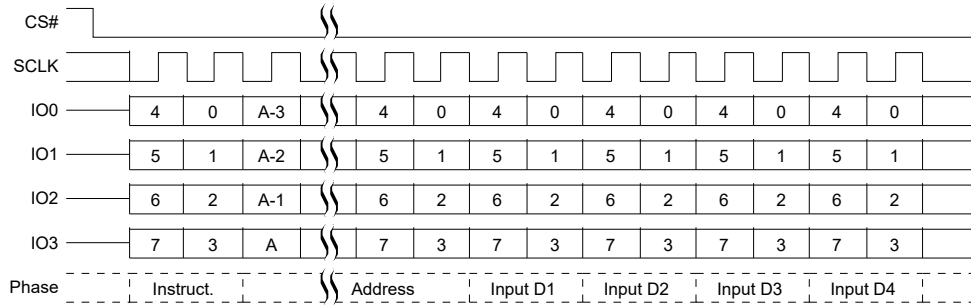 CS#
SCLK
IO0 4 0 A-3 4 0 4 0 4 0 4 0 4 0
IO1 5 1 A-2 5 1 5 1 5 1 5 1 5 1
IO2 6 2 A-1 6 2 6 2 6 2 6 2 6 2
IO3 7 3 A 7 3 7 3 7 3 7 3 7 3
Phase Instruct. Address Input D1 Input D2 Input D3 Input D4